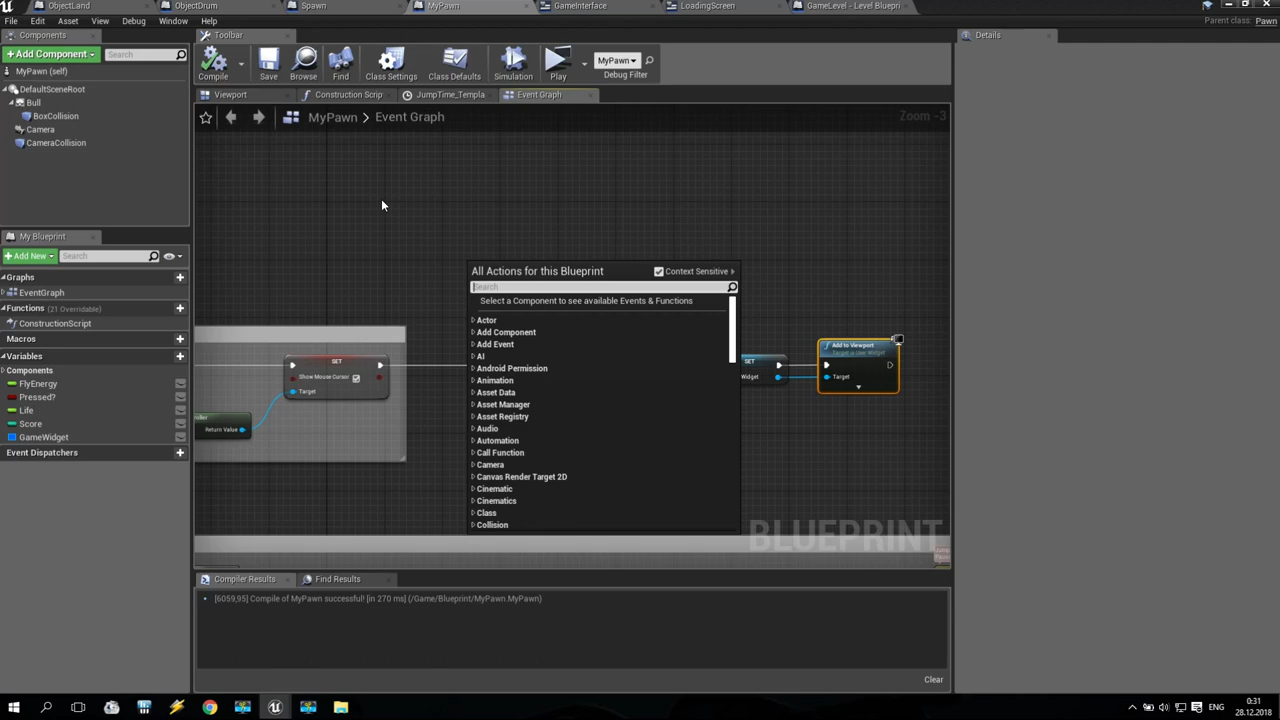 ObjectLand
ObjectDrum
Spawn
MyPawn
GameInterface
LoadingScreen
GameLevel - Level Bluepri
File
Edit
Asset
View
Debug
Window
Help
Parent class: Pawn
Components
Toolbar
Details
+Add Component
Search
Compile
Save
Browse
Find
Class Settings
Class Defaults
Simulation
Play
MyPawn
Debug Filter
MyPawn (self)
DefaultSceneRoot
Bull
BoxCollision
Camera
CameraCollision
Viewport
Construction Scrip
JumpTime_Templa
Event Graph
MyPawn > Event Graph
Zoom -3
My Blueprint
+Add New
Search
Graphs
EventGraph
Functions (21 Overridable)
ConstructionScript
Macros
Variables
Components
FlyEnergy
Pressed?
Life
Score
GameWidget
Event Dispatchers
SET
Show Mouse Cursor
Target
roller
Return Value
All Actions for this Blueprint
Context Sensitive
Search
Select a Component to see available Events & Functions
Actor
Add Component
Add Event
AI
Android Permission
Animation
Asset Data
Asset Manager
Asset Registry
Audio
Automation
Call Function
Camera
Canvas Render Target 2D
Cinematic
Cinematics
Class
Collision
SET
Widget
Add to Viewport
Target is User Widget
Target
BLUEPRINT
Compiler Results
Find Results
[6059,95] Compile of MyPawn successful! [in 270 ms] (/Game/Blueprint/MyPawn.MyPawn)
Clear
ENG
0:31
28.12.2018